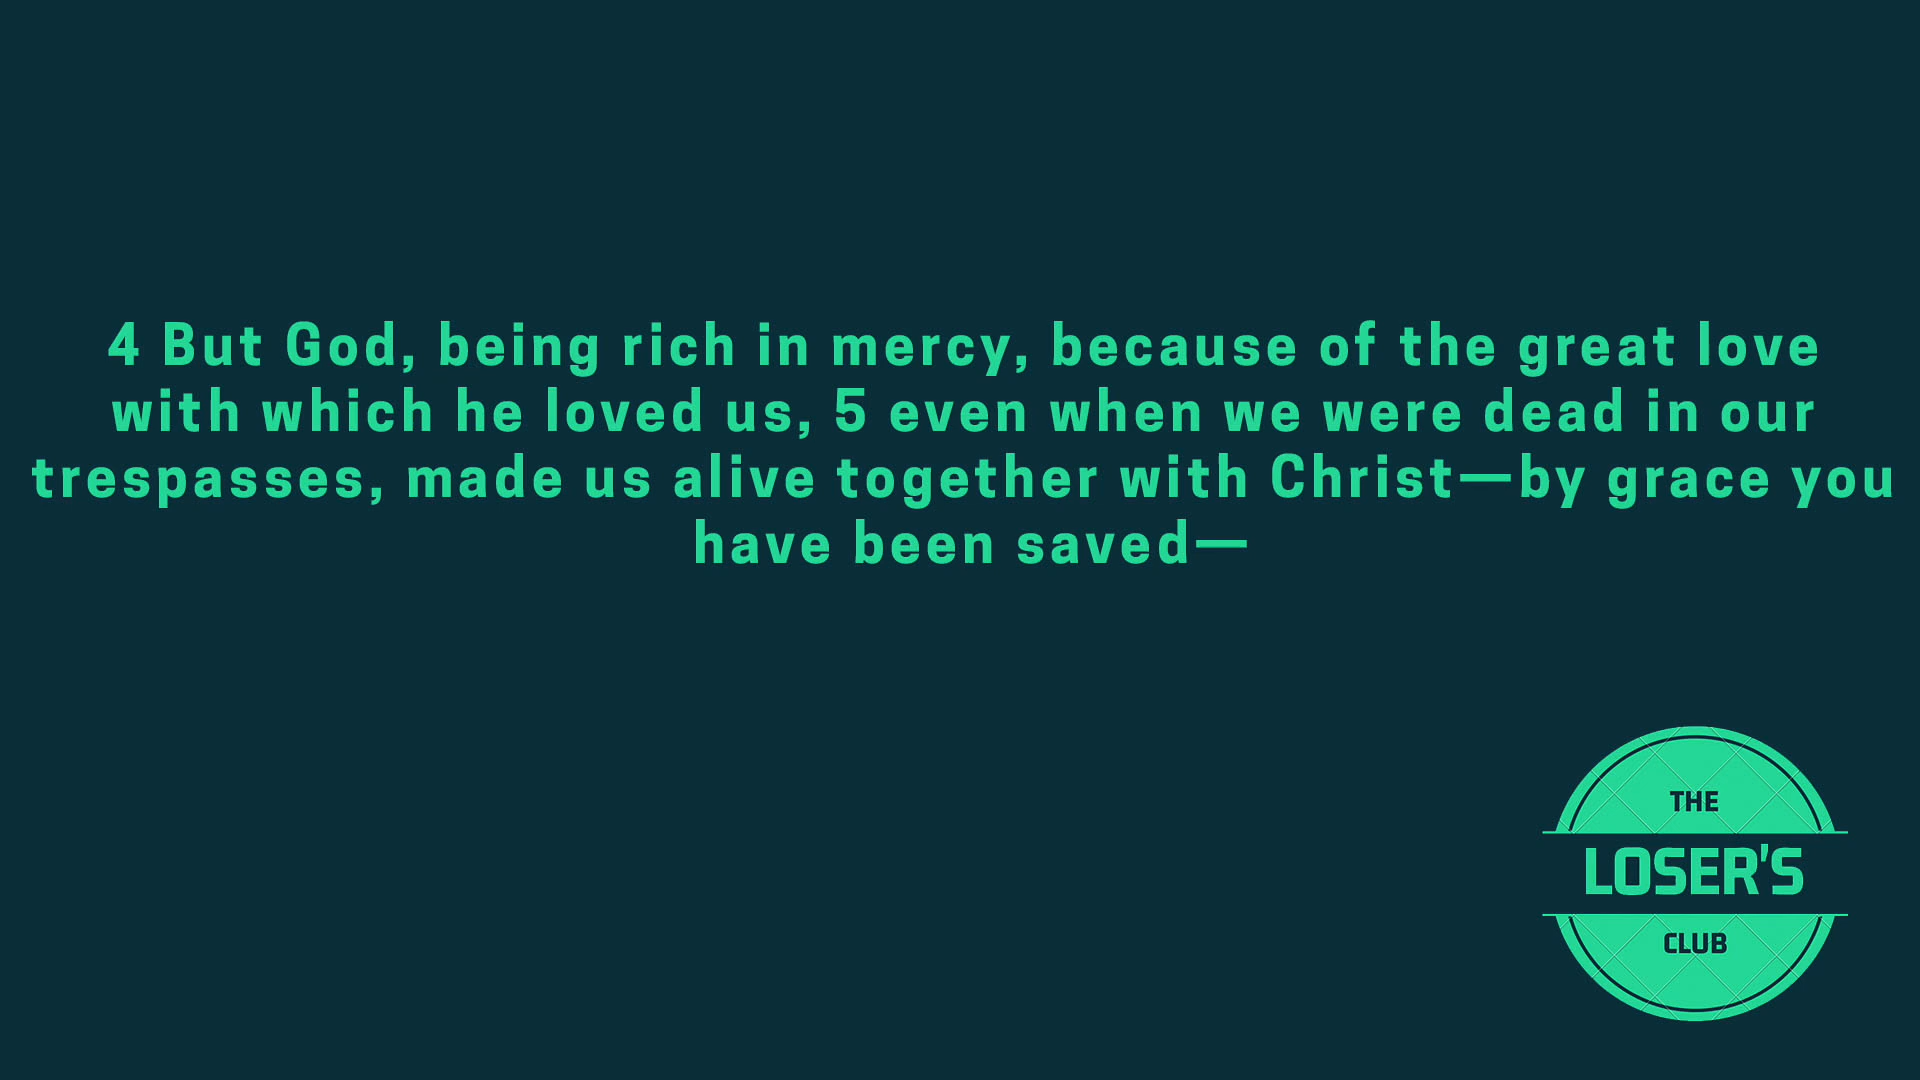 4 But God, being rich in mercy, because of the great love
with which he loved us, 5 even when we were dead in our
trespasses, made us alive together with Christ—by grace you
have been saved—
THE
LOSER'S
CLUB